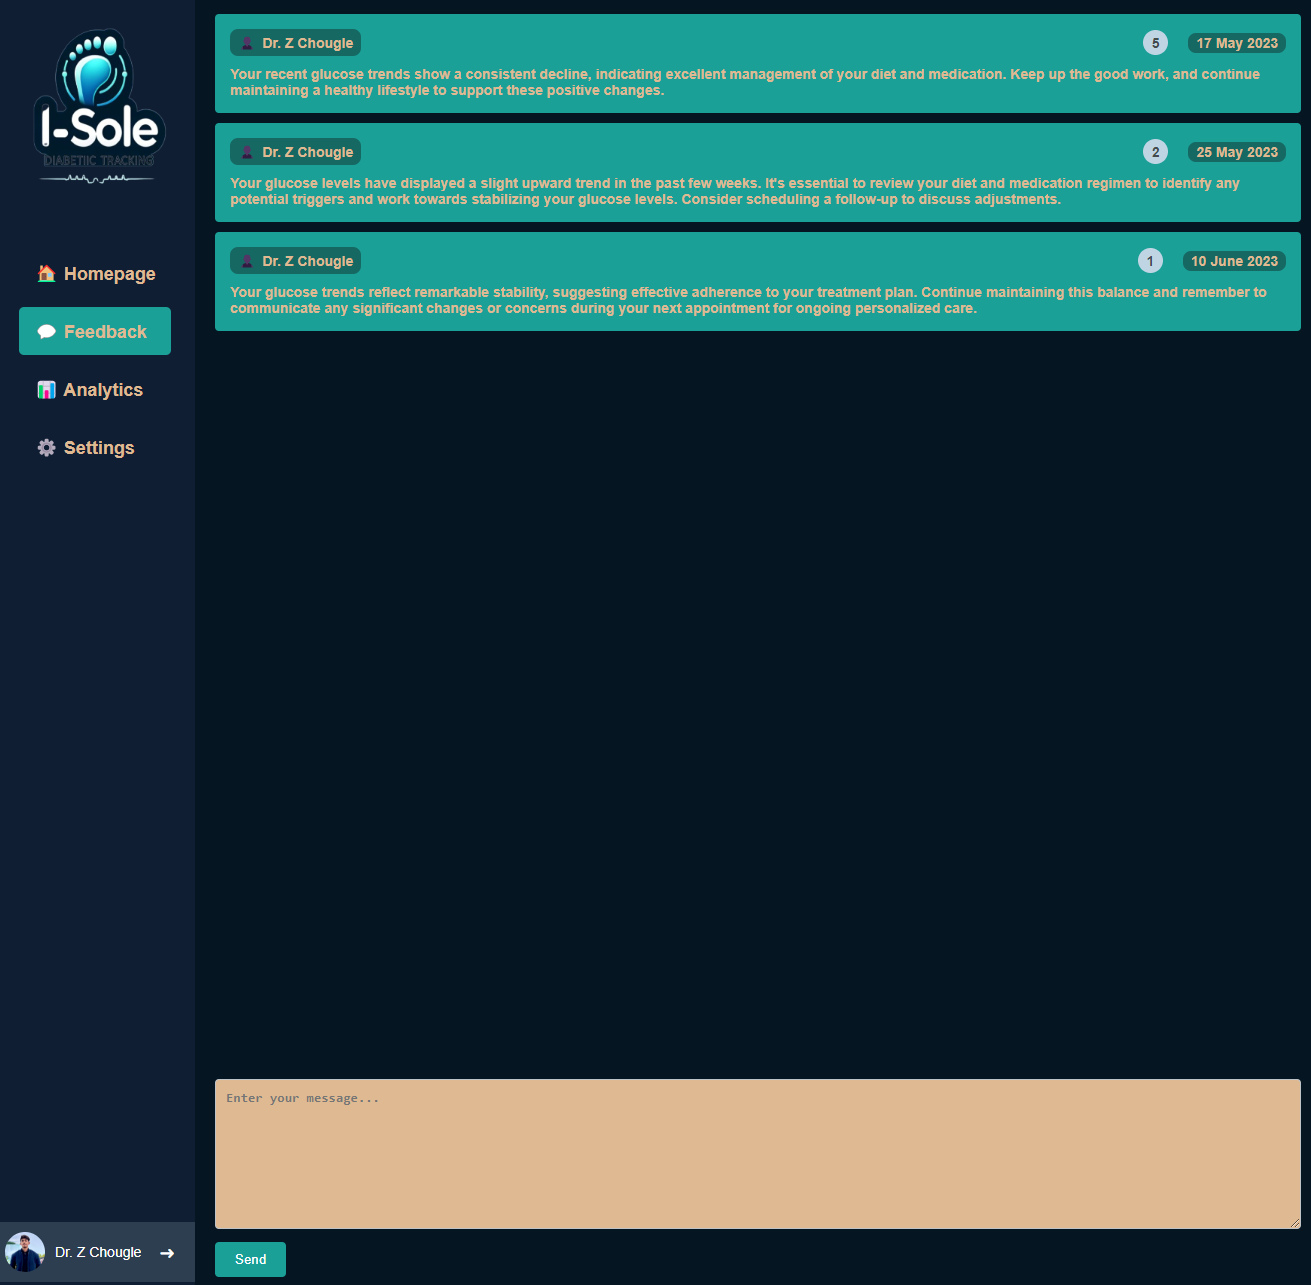 I-Sole
DIABETIIC TRACKING
Homepage
Feedback
Analytics
Settings
Dr. Z Chougle
Dr. Z Chougle 5 17 May 2023
Your recent glucose trends show a consistent decline, indicating excellent management of your diet and medication. Keep up the good work, and continue
maintaining a healthy lifestyle to support these positive changes.
Dr. Z Chougle 2 25 May 2023
Your glucose levels have displayed a slight upward trend in the past few weeks. It's essential to review your diet and medication regimen to identify any
potential triggers and work towards stabilizing your glucose levels. Consider scheduling a follow-up to discuss adjustments.
Dr. Z Chougle 1 10 June 2023
Your glucose trends reflect remarkable stability, suggesting effective adherence to your treatment plan. Continue maintaining this balance and remember to
communicate any significant changes or concerns during your next appointment for ongoing personalized care.
Enter your message...
Send